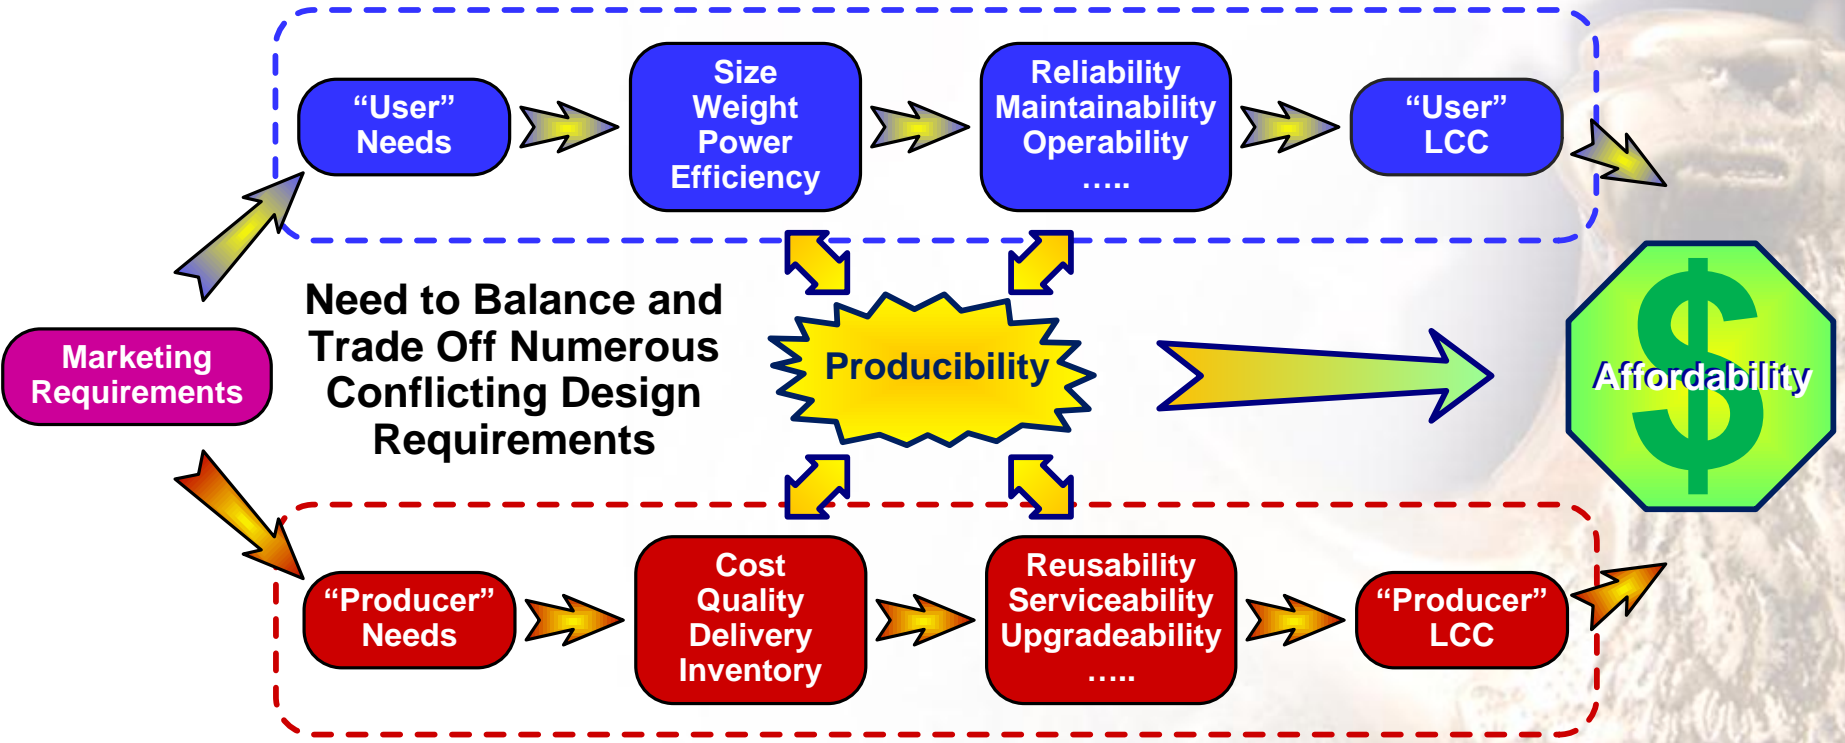 “User”
Needs
Size
Weight
Power
Efficiency
Reliability
Maintainability
Operability
…..
“User”
LCC
Marketing
Requirements
Need to Balance and
Trade Off Numerous
Conflicting Design
Requirements
Producibility
$
Affordability
“Producer”
Needs
Cost
Quality
Delivery
Inventory
Reusability
Serviceability
Upgradeability
…..
“Producer”
LCC